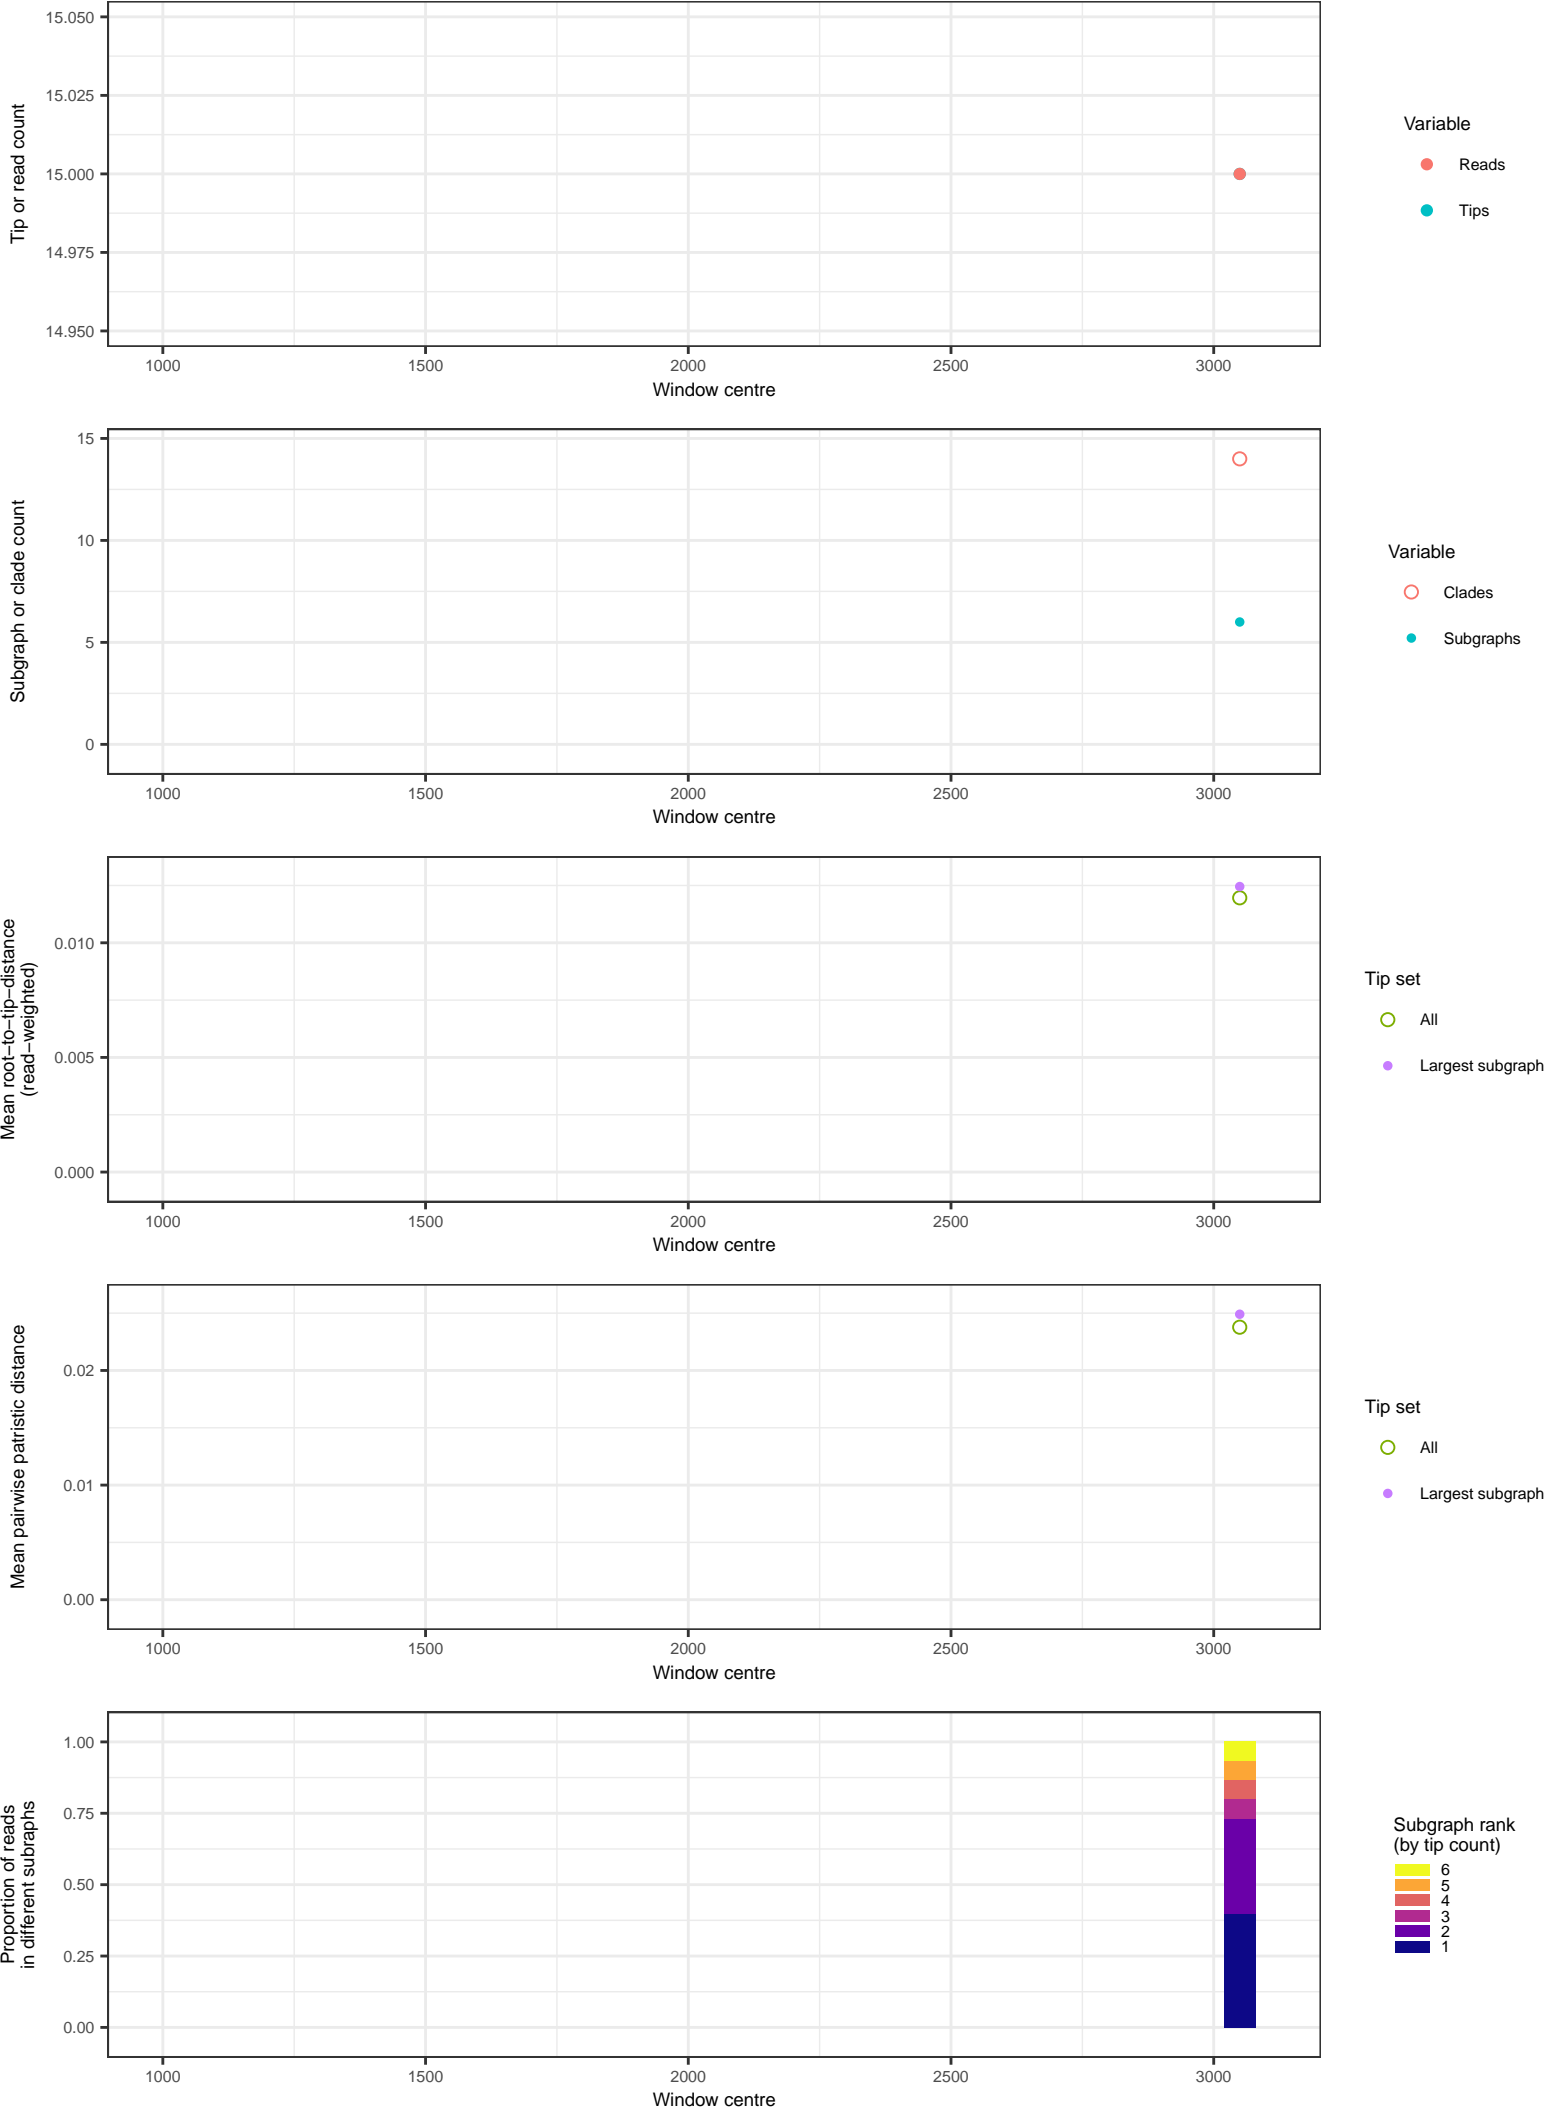 15.050
15.025
15.000
14.975
14.950
Tip or read count
1000 1500 2000 2500 3000
Window centre
Variable
Reads
Tips
15
10
5
0
Subgraph or clade count
1000 1500 2000 2500 3000
Window centre
Variable
Clades
Subgraphs
0.010
0.005
0.000
Mean root−to−tip−distance
(read−weighted)
1000 1500 2000 2500 3000
Window centre
Tip set
All
Largest subgraph
0.02
0.01
0.00
Mean pairwise patristic distance
1000 1500 2000 2500 3000
Window centre
Tip set
All
Largest subgraph
1.00
0.75
0.50
0.25
0.00
Proportion of reads
in different subraphs
1000 1500 2000 2500 3000
Window centre
Subgraph rank
(by tip count)
6
5
4
3
2
1